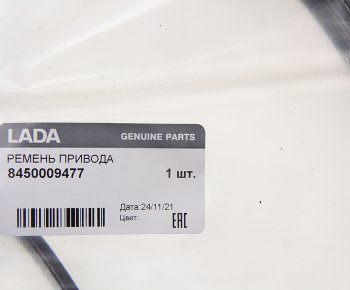 LADA GENUINE PARTS
РЕМЕНЬ ПРИВОДА
8450009477 1 шт.
Дата:24/11/21
Цвет:
EAC